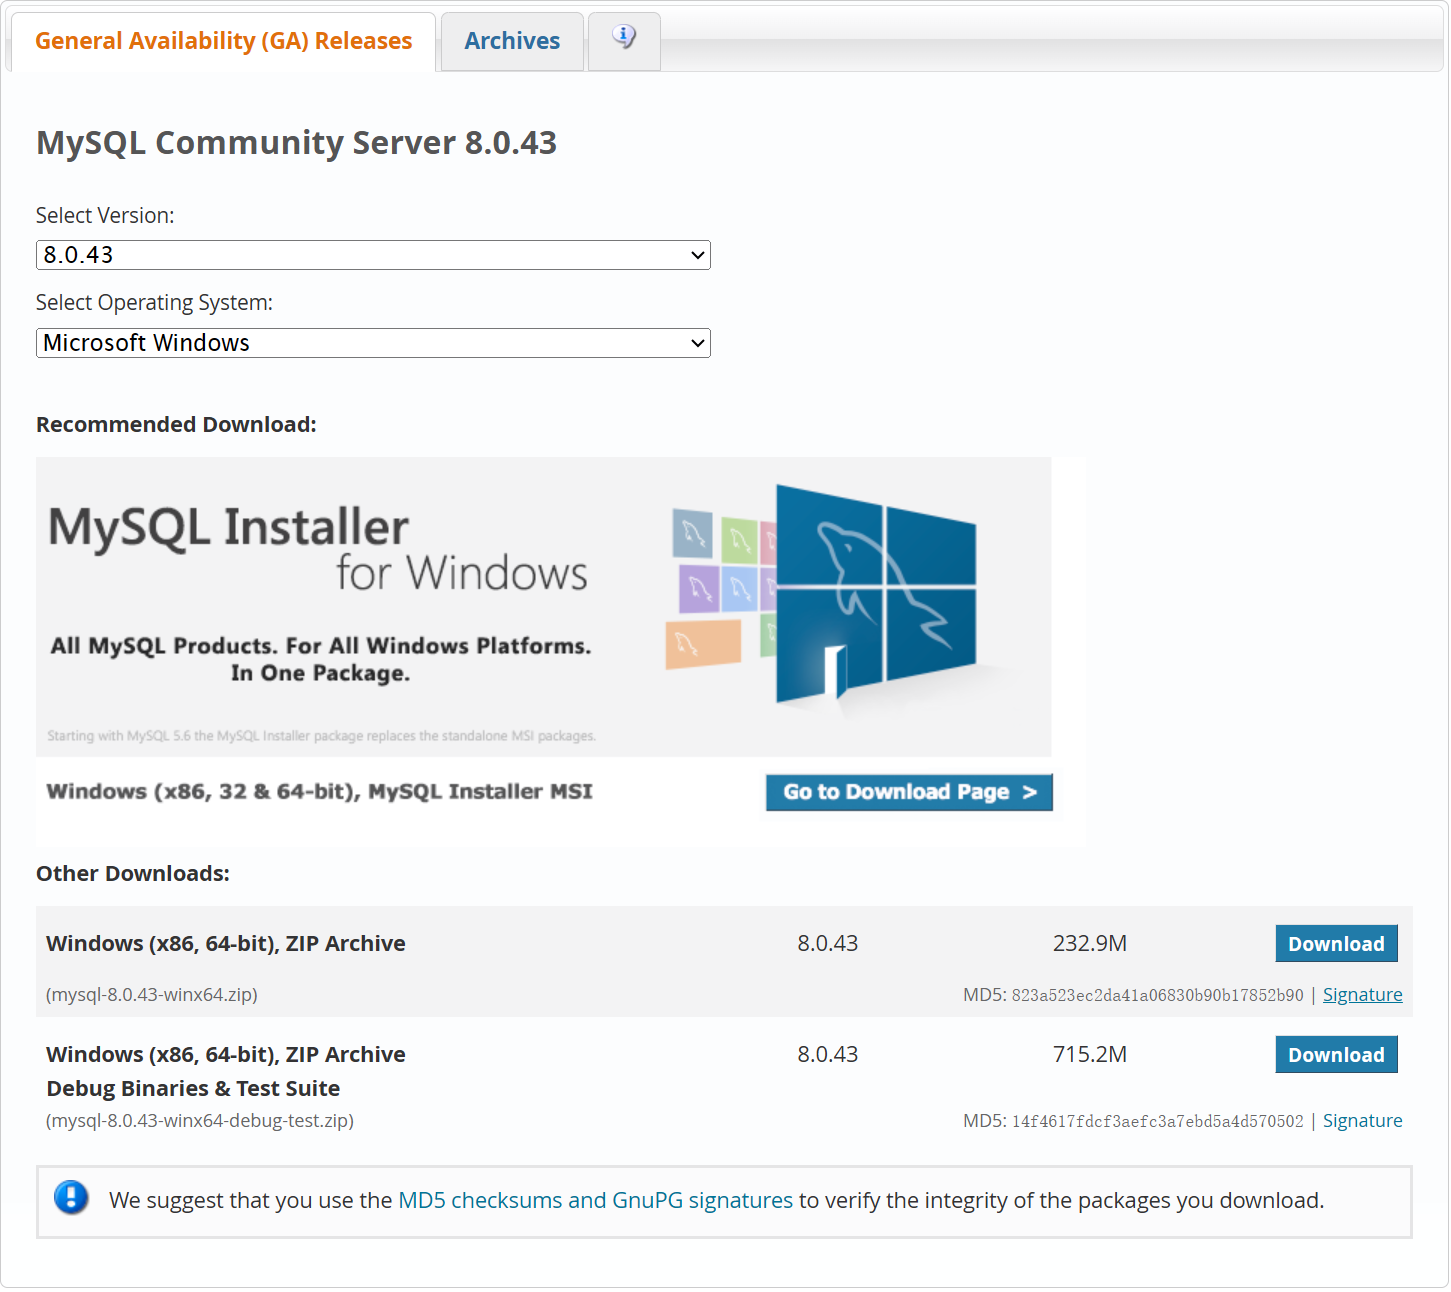 General Availability (GA) Releases
Archives
MySQL Community Server 8.0.43
Select Version:
8.0.43
Select Operating System:
Microsoft Windows
Recommended Download:
MySQL Installer
for Windows
All MySQL Products. For All Windows Platforms.
In One Package.
Starting with MySQL 5.6 the MySQL Installer package replaces the standalone MSI packages.
Windows (x86, 32 & 64-bit), MySQL Installer MSI
Go to Download Page >
Other Downloads:
Windows (x86, 64-bit), ZIP Archive 8.0.43 232.9M Download
(mysql-8.0.43-winx64.zip) MD5: 823a523ec2da41a06830b90b17852b90 | Signature
Windows (x86, 64-bit), ZIP Archive 8.0.43 715.2M Download
Debug Binaries & Test Suite
(mysql-8.0.43-winx64-debug-test.zip) MD5: 14f4617fdcf3aefc3a7ebd5a4d570502 | Signature
We suggest that you use the MD5 checksums and GnuPG signatures to verify the integrity of the packages you download.